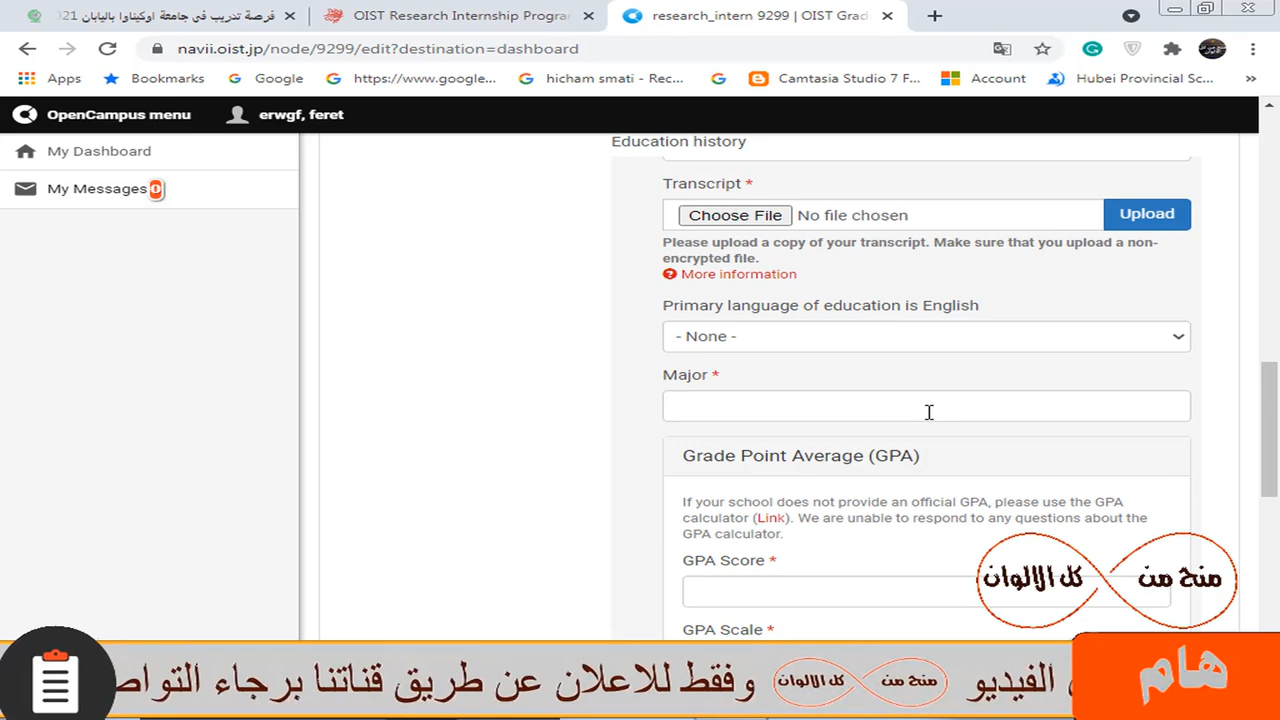 فرصة تدريب في جامعة اوكيناوا باليابان 021
OIST Research Internship Progra
research_intern 9299 | OIST Grad
navii.oist.jp/node/9299/edit?destination=dashboard
Apps
Bookmarks
Google
https://www.google...
hicham smati - Rec...
Camtasia Studio 7 F...
Account
Hubei Provincial Sc...
»
OpenCampus menu
erwgf, feret
My Dashboard
My Messages
Education history
Transcript *
Choose File No file chosen
Upload
Please upload a copy of your transcript. Make sure that you upload a non-
encrypted file.
More information
Primary language of education is English
- None -
Major *
Grade Point Average (GPA)
If your school does not provide an official GPA, please use the GPA
calculator (Link). We are unable to respond to any questions about the
GPA calculator.
GPA Score *
GPA Scale *
منح من كل الالوان
هام
الفيديو منح من كل الالوان وفقط للاعلان عن طريق قناتنا برجاء التواص